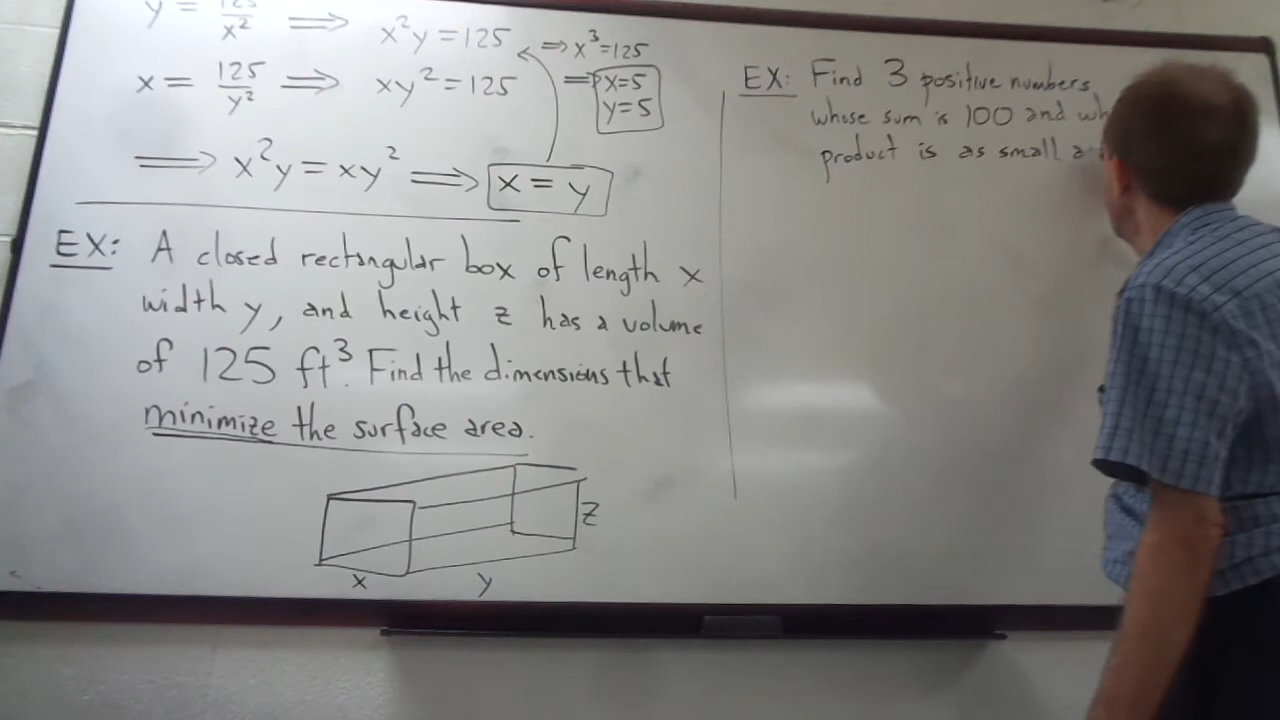 y = 125/x² ⟹ x²y = 125 ⟹ x³=125
x = 125/y² ⟹ xy² = 125 ⟹ x=5
y=5
⟹ x²y = xy² ⟹ x = y
EX: A closed rectangular box of length x
width y, and height z has a volume
of 125 ft³. Find the dimensions that
minimize the surface area.
z
x y
EX: Find 3 positive numbers
whose sum is 100 and
product is as small